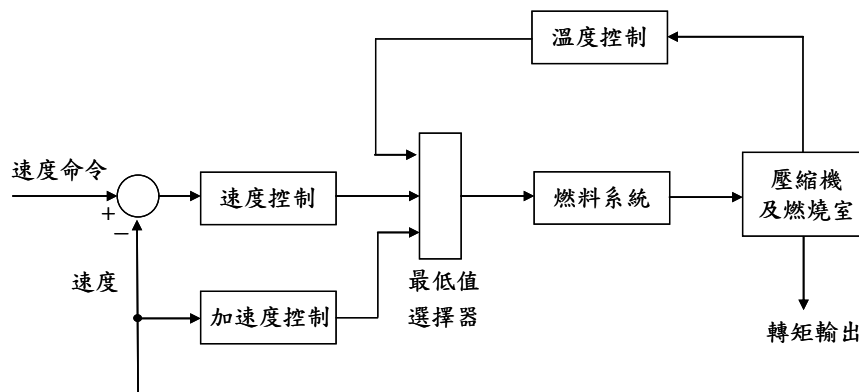 溫度控制
速度命令
+
−
速度控制
燃料系統
壓縮機
及燃燒室
速度
加速度控制
最低值
選擇器
轉矩輸出